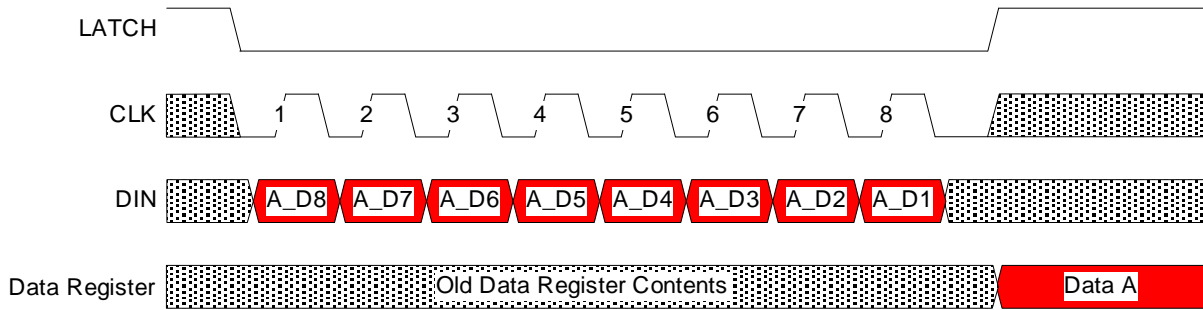 LATCH
CLK 1 2 3 4 5 6 7 8
DIN A_D8 A_D7 A_D6 A_D5 A_D4 A_D3 A_D2 A_D1
Data Register Old Data Register Contents Data A